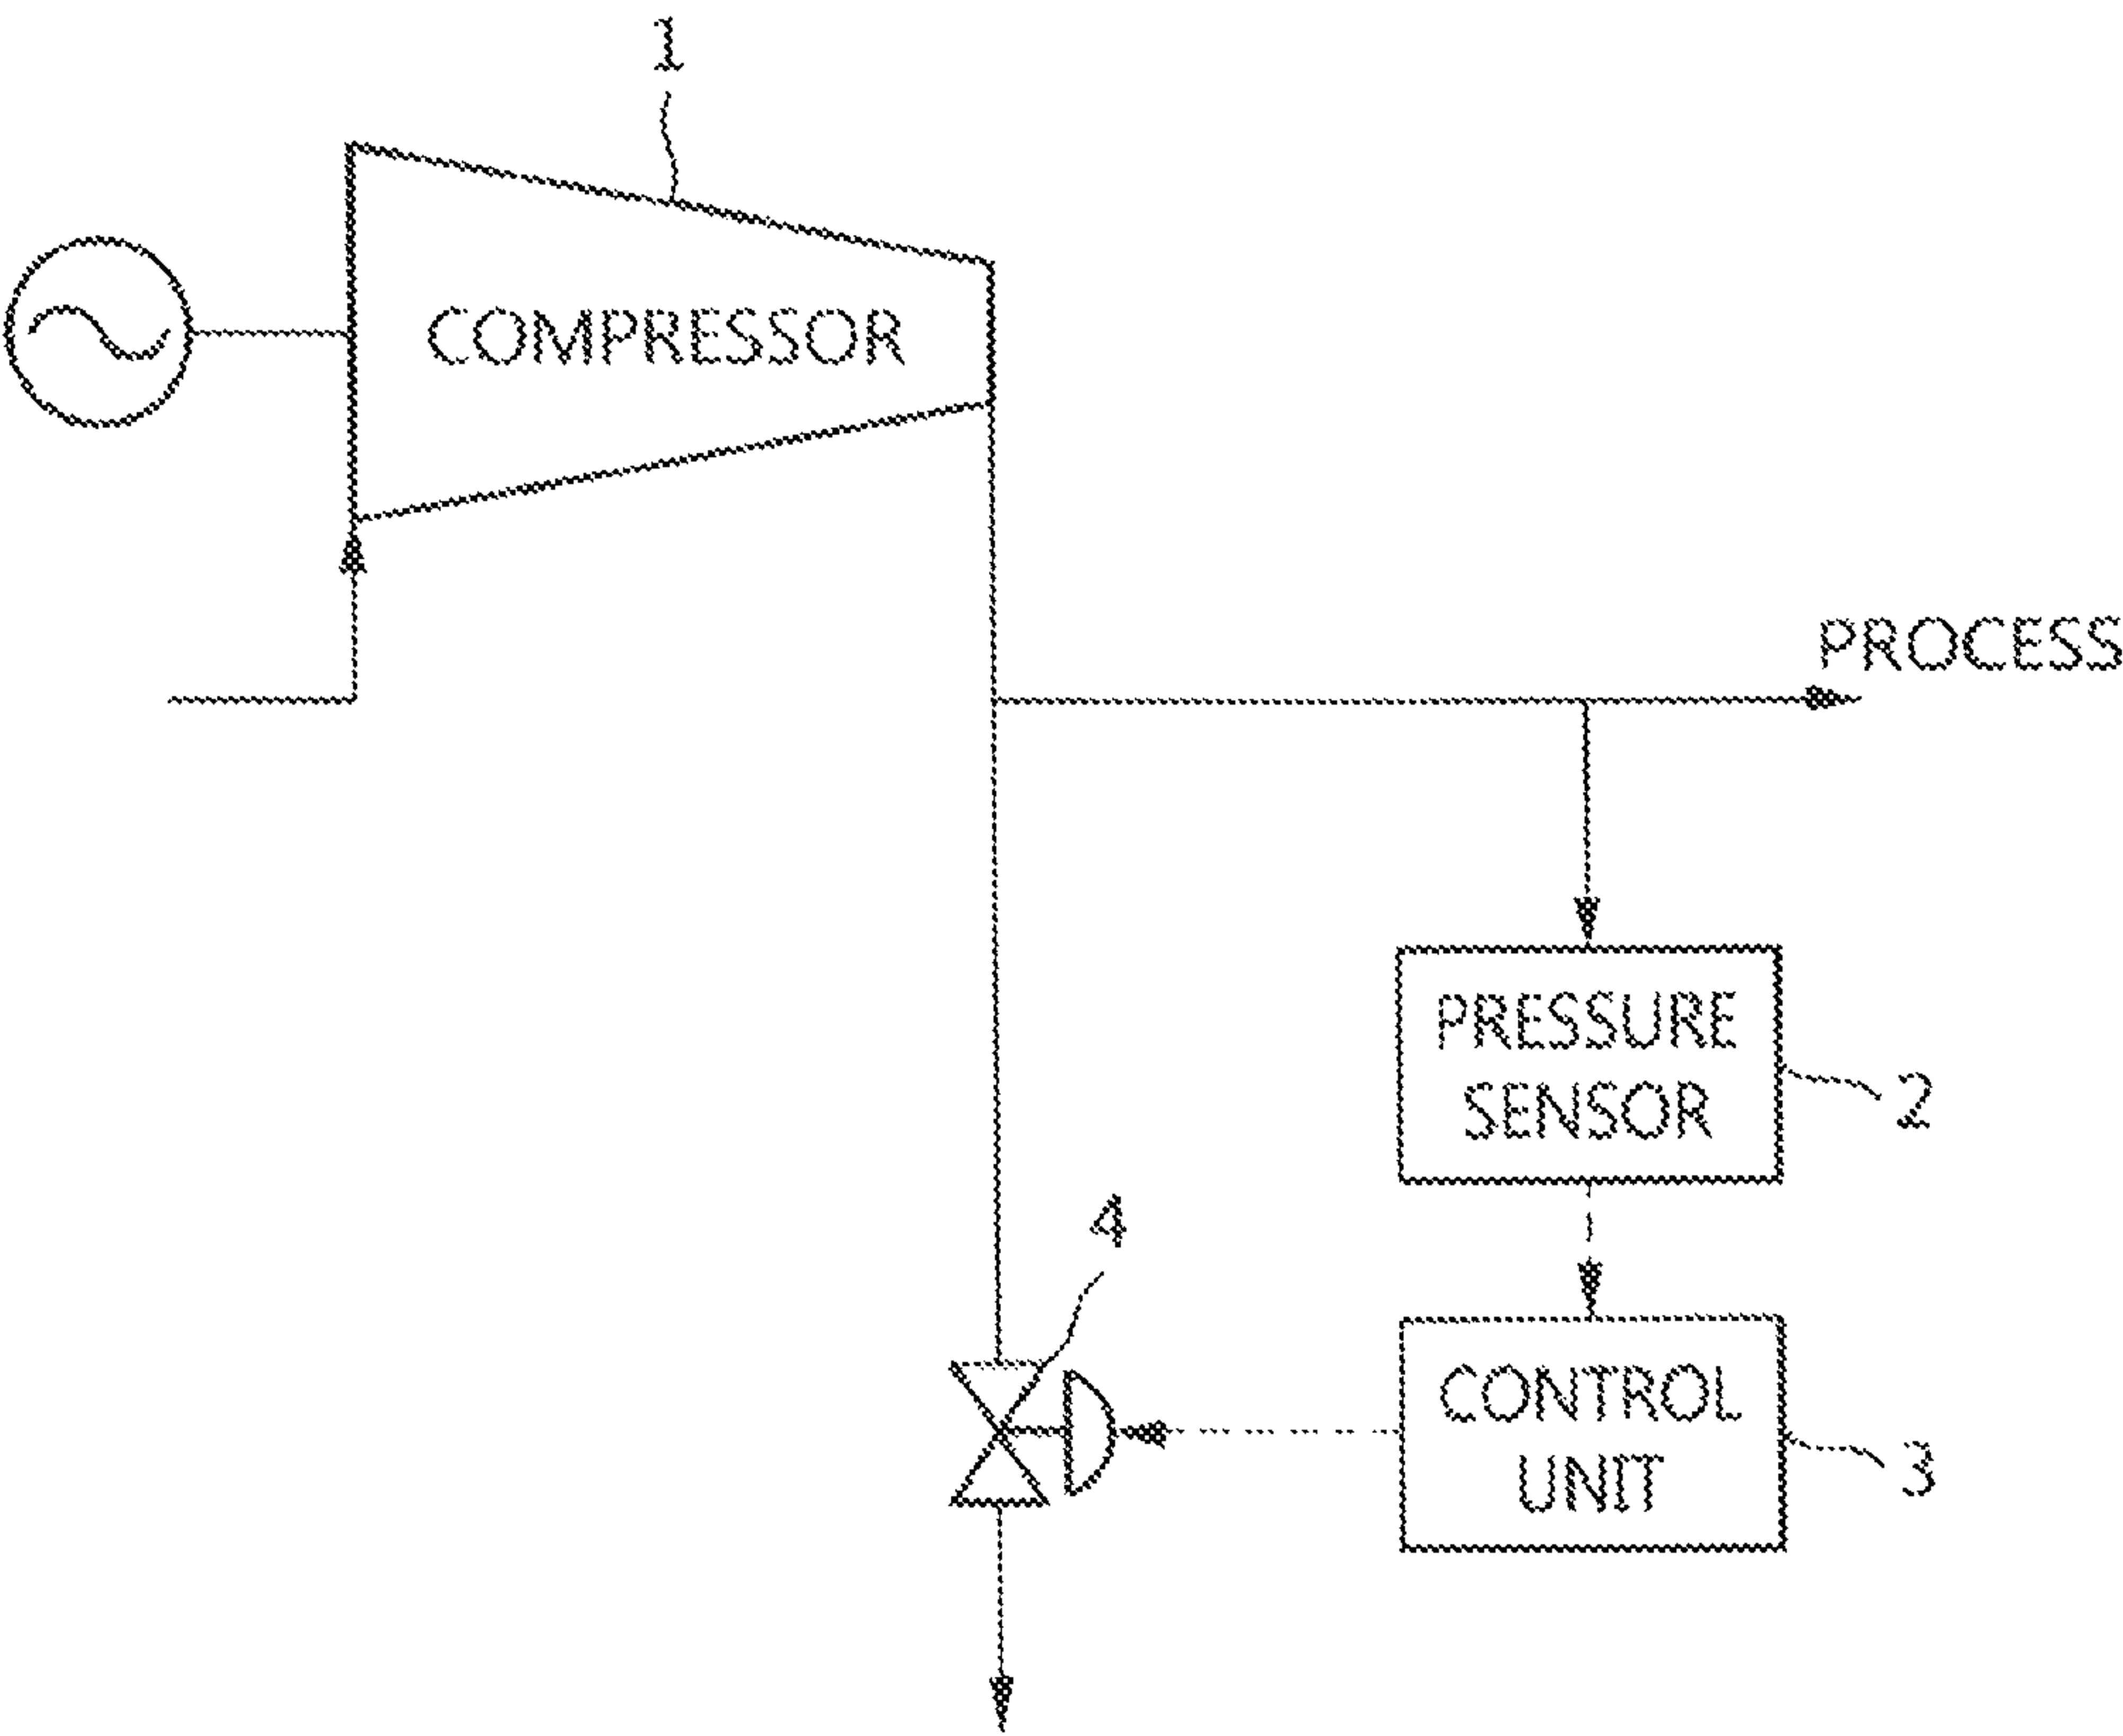 1
COMPRESSOR
PROCESS
PRESSURE
SENSOR
2
4
CONTROL
UNIT
3